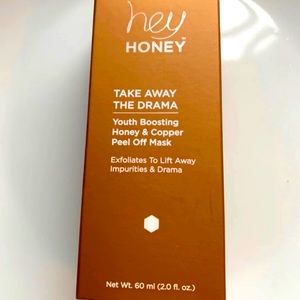 hey
HONEY
TAKE AWAY
THE DRAMA
Youth Boosting
Honey & Copper
Peel Off Mask
Exfoliates To Lift Away
Impurities & Drama
Net Wt. 60 ml (2.0 fl. oz.)